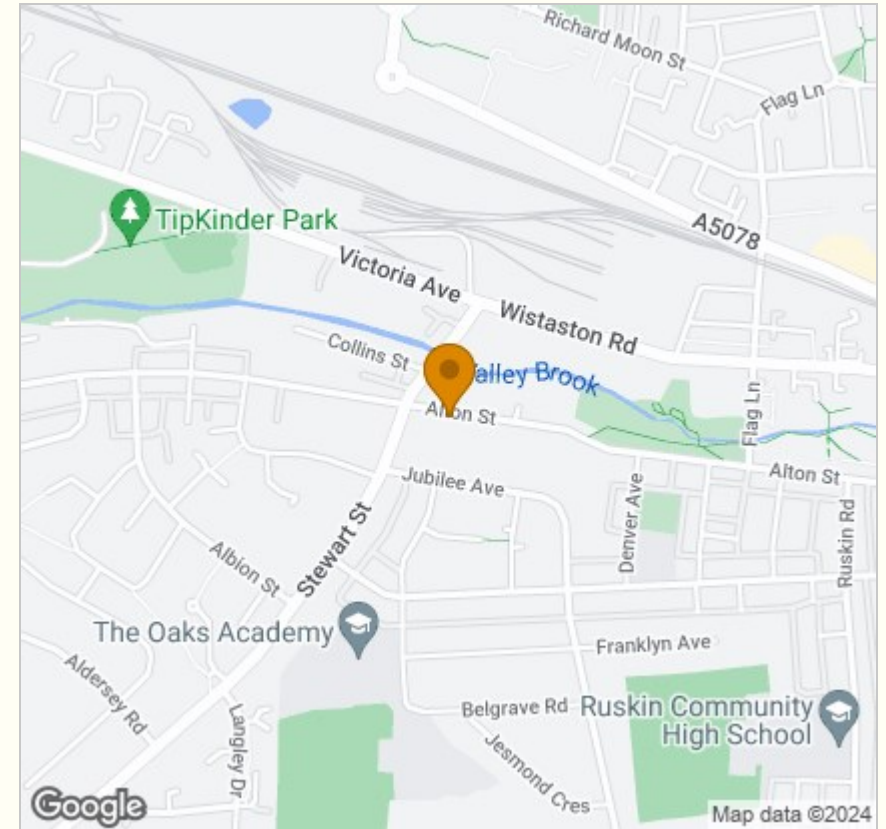 Richard Moon St
Flag Ln
A5078
TipKinder Park
Victoria Ave
Wistaston Rd
Collins St
alley Brook
Alton St
Flag Ln
Jubilee Ave
Alton St
Denver Ave
Ruskin Rd
Stewart St
Albion St
The Oaks Academy
Franklyn Ave
Aldersey Rd
Langley Dr
Belgrave Rd
Ruskin Community
High School
Jesmond Cres
Google
Map data ©2024